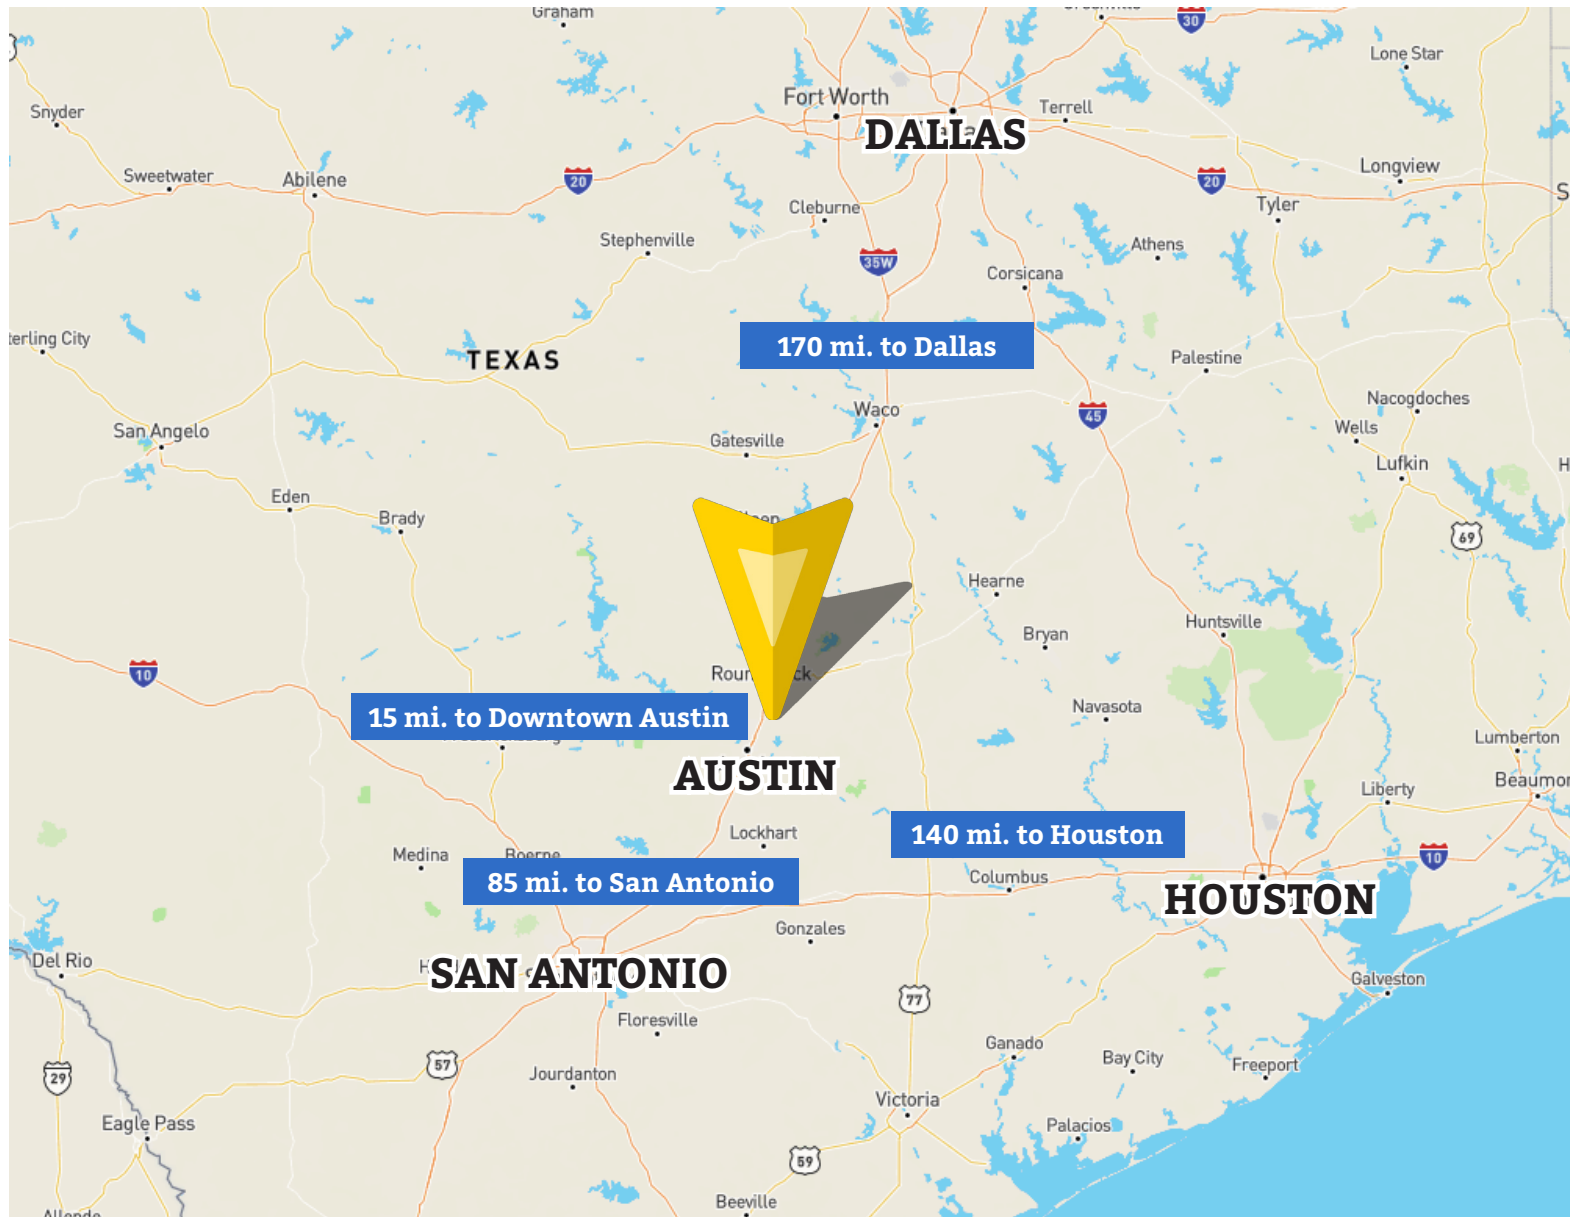 Graham
30
Lone Star
Snyder
Fort Worth
DALLAS
Terrell
Sweetwater
Abilene
20
20
Longview
Tyler
Cleburne
Stephenville
35W
Athens
Corsicana
terling City
TEXAS
170 mi. to Dallas
Palestine
Waco
45
Nacogdoches
San Angelo
Gatesville
Wells
Lufkin
Eden
Brady
69
Hearne
Huntsville
Bryan
10
Navasota
15 mi. to Downtown Austin
Lumberton
AUSTIN
Beaumor
Liberty
Lockhart
140 mi. to Houston
Medina
Boerne
10
85 mi. to San Antonio
Columbus
HOUSTON
Gonzales
Del Rio
SAN ANTONIO
Galveston
77
Floresville
Ganado
57
Bay City
Freeport
29
Jourdanton
Victoria
Eagle Pass
Palacios
59
Beeville